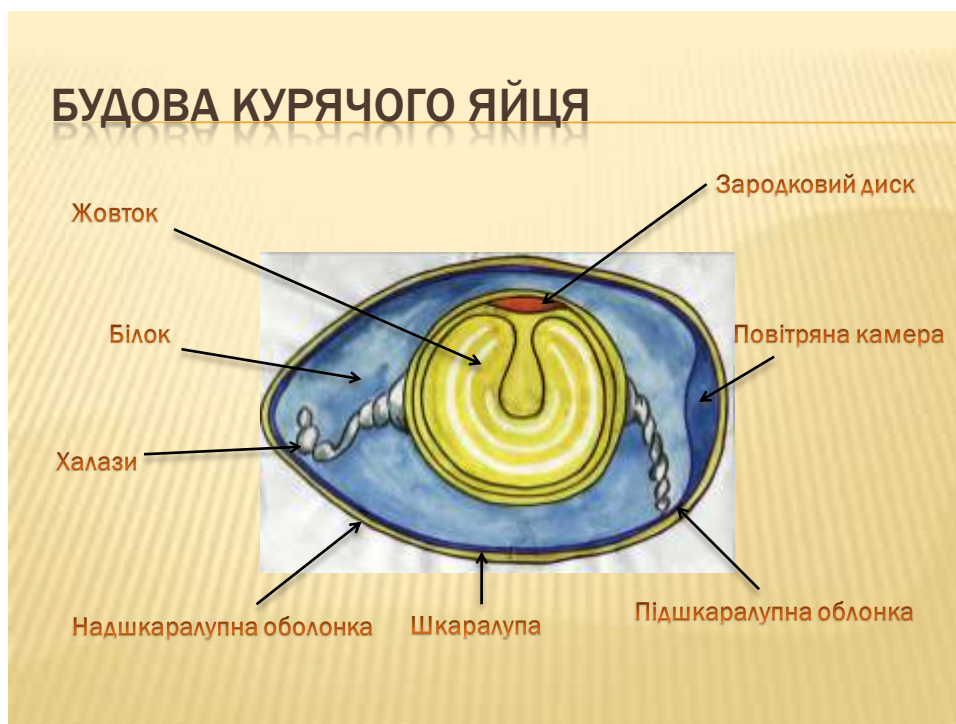 БУДОВА КУРЯЧОГО ЯЙЦЯ
Зародковий диск
Жовток
Білок
Повітряна камера
Халази
Надшкаралупна оболонка
Шкаралупа
Підшкаралупна облонка